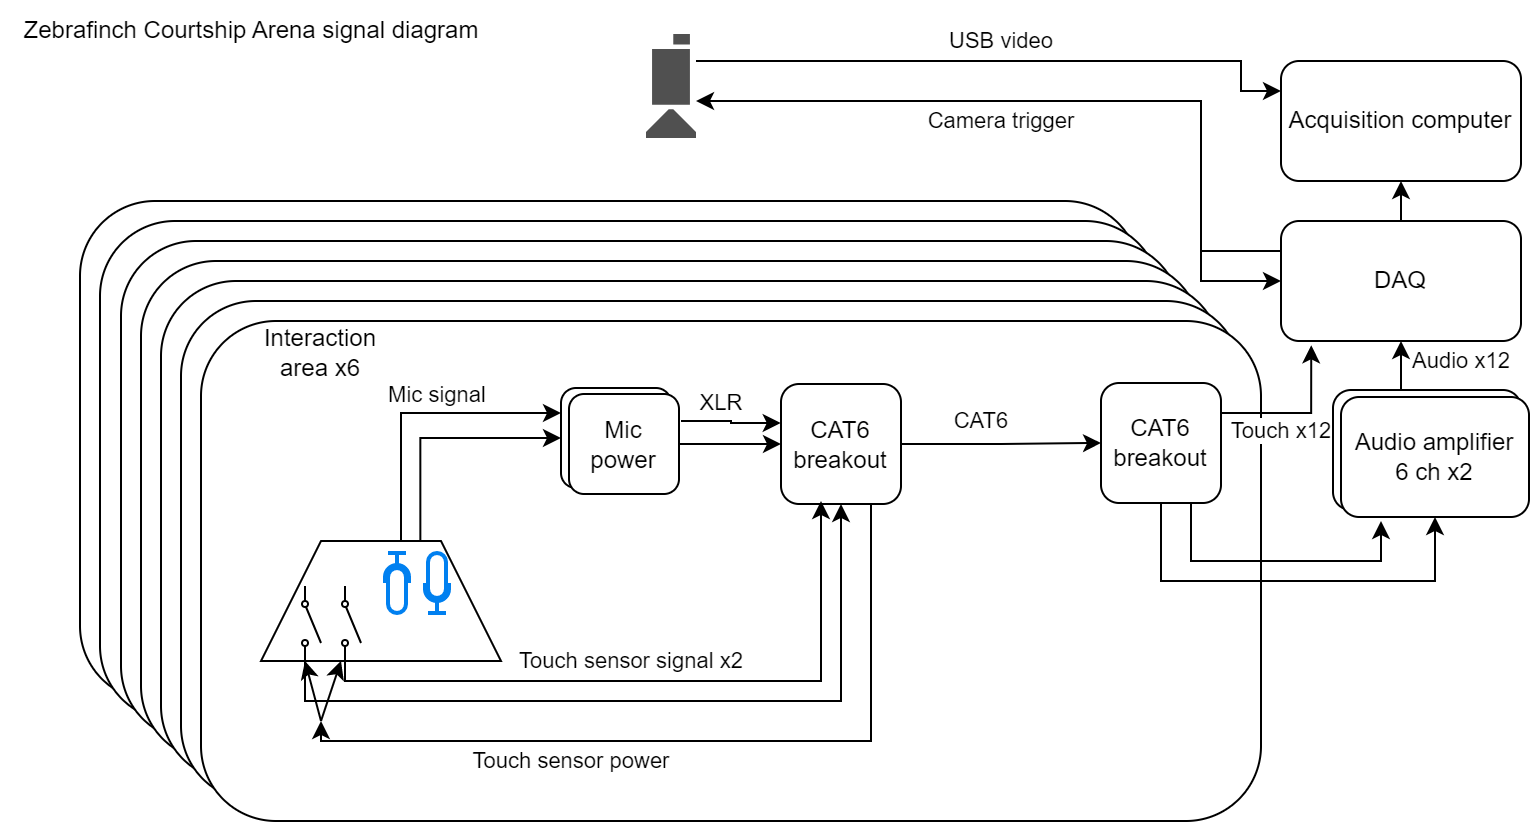 Zebrafinch Courtship Arena signal diagram
USB video
Camera trigger
Acquisition computer
DAQ
Audio x12
Interaction
area x6
Mic signal
Mic
power
XLR
CAT6
breakout
CAT6
CAT6
breakout
Touch x12
Audio amplifier
6 ch x2
Touch sensor signal x2
Touch sensor power